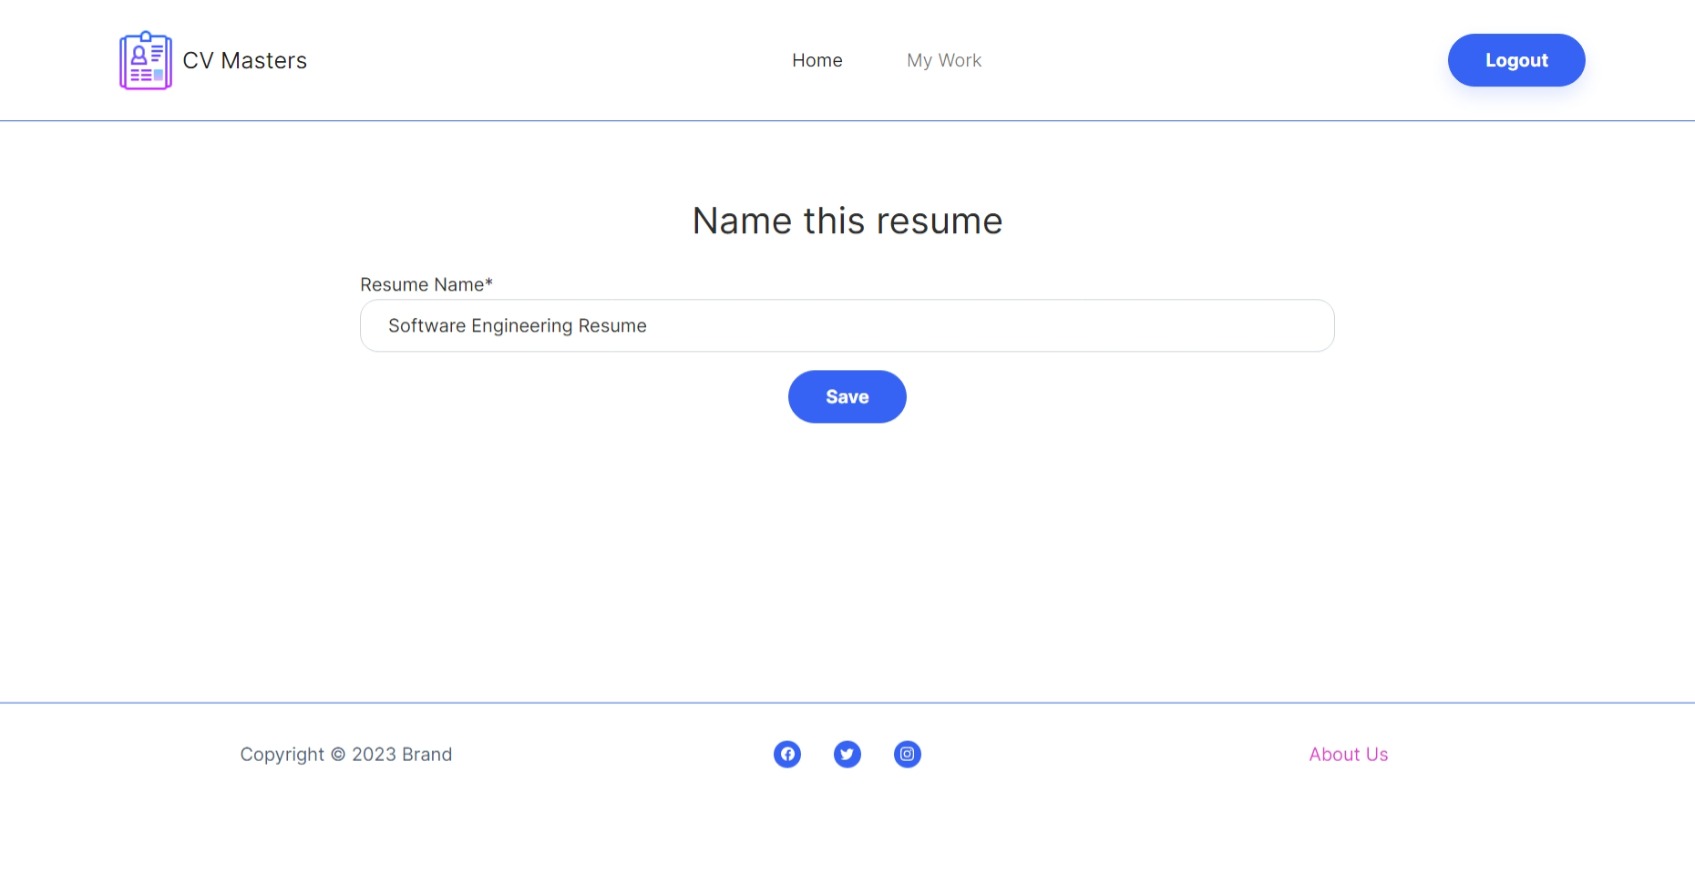 CV Masters
Home
My Work
Logout
Name this resume
Resume Name*
Software Engineering Resume
Save
Copyright © 2023 Brand
About Us